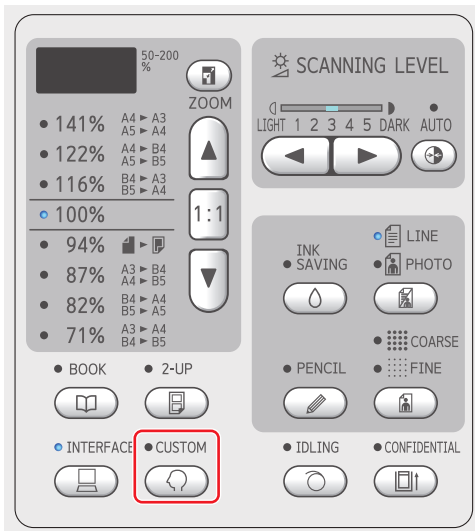 50-200
%
ZOOM
141% A4 ► A3
A5 ► A4
122% A4 ► B4
A5 ► B5
116% B4 ► A3
B5 ► A4
100%
1:1
94%
87% A3 ► B4
A4 ► B5
82% B4 ► A4
B5 ► A5
71% A3 ► A4
B4 ► B5
BOOK
2-UP
INTERFACE
CUSTOM
SCANNING LEVEL
LIGHT 1 2 3 4 5 DARK AUTO
INK
SAVING
LINE
PHOTO
COARSE
PENCIL
FINE
IDLING
CONFIDENTIAL